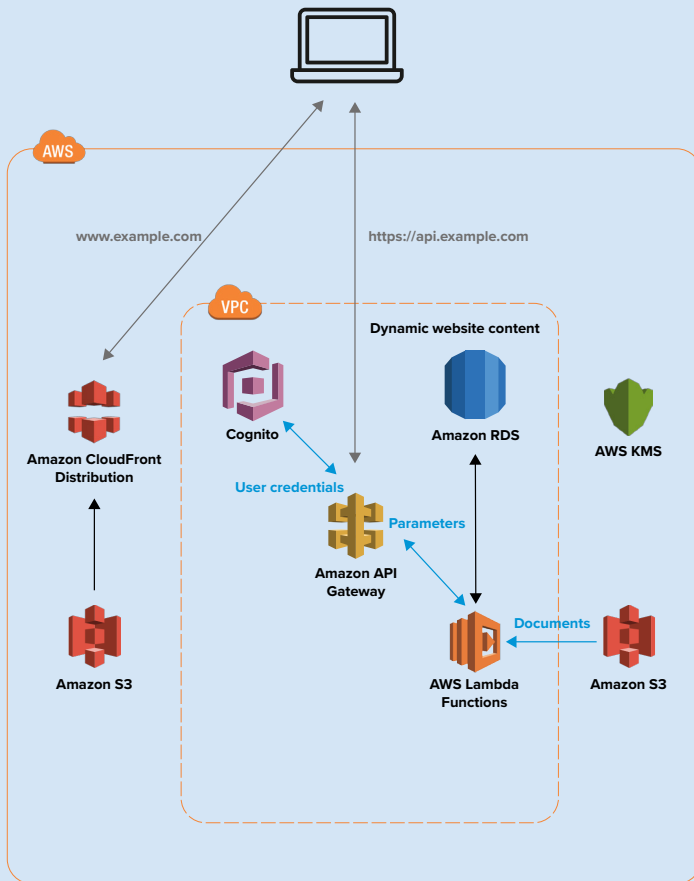 AWS
www.example.com
https://api.example.com
VPC
Dynamic website content
Cognito
Amazon RDS
AWS KMS
Amazon CloudFront
Distribution
User credentials
Parameters
Amazon API
Gateway
Documents
Amazon S3
AWS Lambda
Functions
Amazon S3